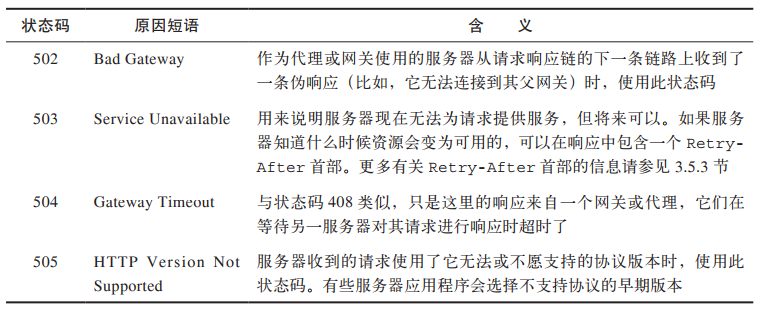 状态码 原因短语 含 义
502 Bad Gateway 作为代理或网关使用的服务器从请求响应链的下一条链路上收到了
一条伪响应（比如，它无法连接到其父网关）时，使用此状态码
503 Service Unavailable 用来说明服务器现在无法为请求提供服务，但将来可以。如果服务
器知道什么时候资源会变为可用的，可以在响应中包含一个 Retry-
After 首部。更多有关 Retry-After 首部的信息请参见 3.5.3 节
504 Gateway Timeout 与状态码 408 类似，只是这里的响应来自一个网关或代理，它们在
等待另一服务器对其请求进行响应时超时了
505 HTTP Version Not 服务器收到的请求使用了它无法或不愿支持的协议版本时，使用此
Supported 状态码。有些服务器应用程序会选择不支持协议的早期版本